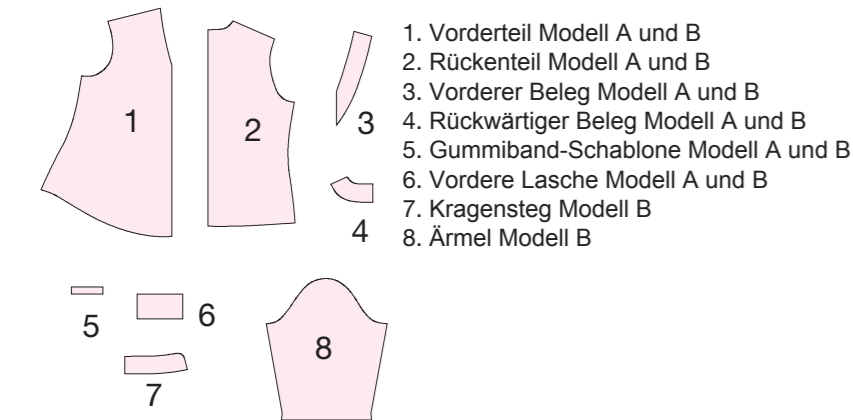 1. Vorderteil Modell A und B
2. Rückenteil Modell A und B
3. Vorderer Beleg Modell A und B
4. Rückwärtiger Beleg Modell A und B
5. Gummiband-Schablone Modell A und B
6. Vordere Lasche Modell A und B
7. Kragensteg Modell B
8. Ärmel Modell B
1
2
3
4
5
6
7
8